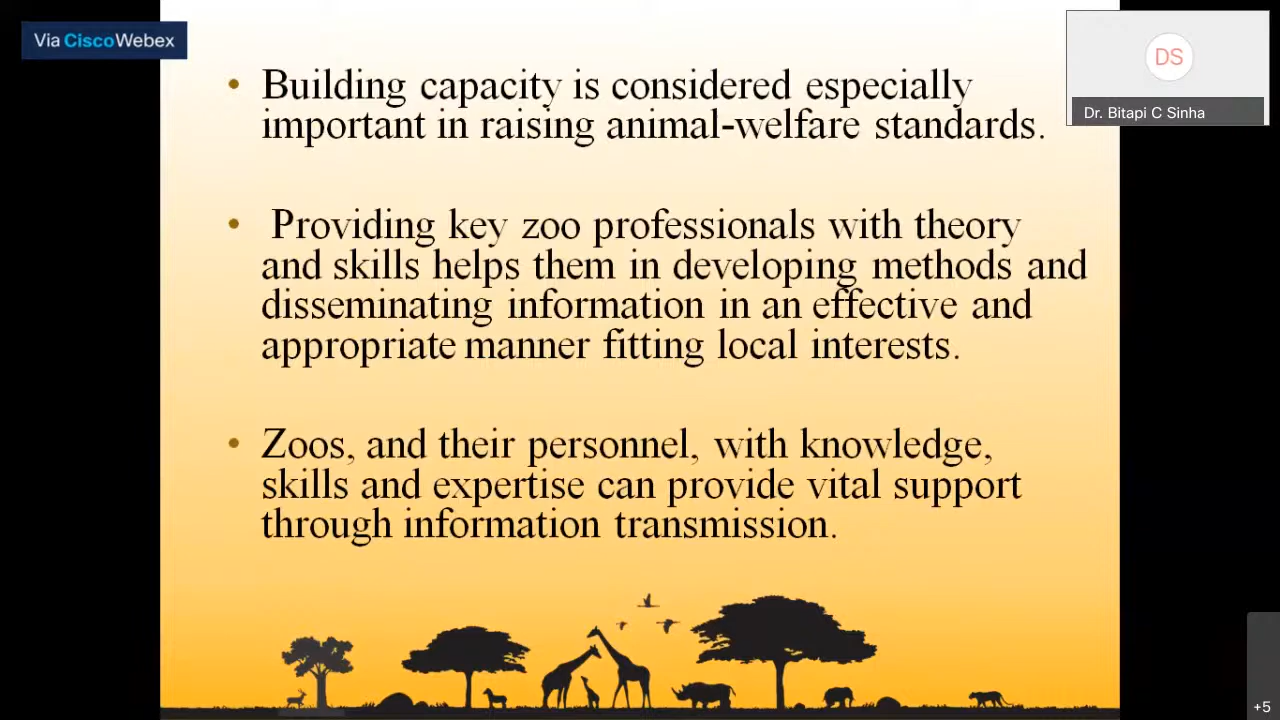 Via CiscoWebex
DS
Dr. Bitapi C Sinha
• Building capacity is considered especially
important in raising animal-welfare standards.
• Providing key zoo professionals with theory
and skills helps them in developing methods and
disseminating information in an effective and
appropriate manner fitting local interests.
• Zoos, and their personnel, with knowledge,
skills and expertise can provide vital support
through information transmission.
+5